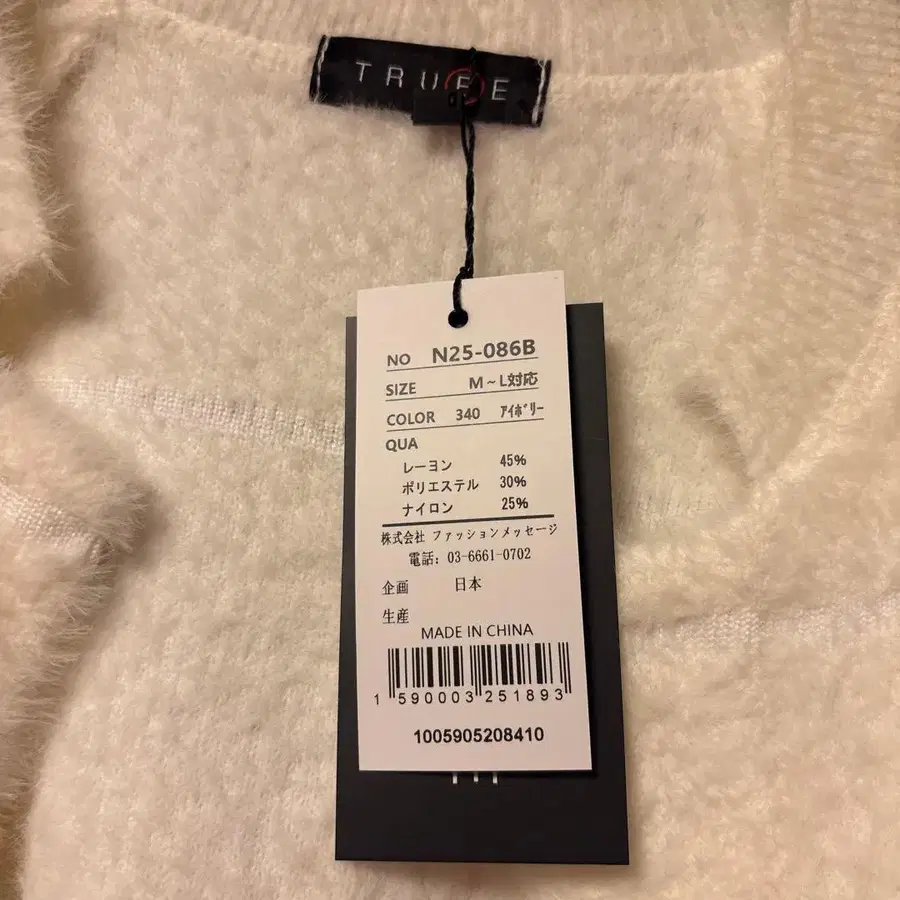 TRUEE
NO N25-086B
SIZE M~L対応
COLOR 340 ｱｲﾎﾞﾘｰ
QUA
レーヨン 45%
ポリエステル 30%
ナイロン 25%
株式会社 ファッションメッセージ
電話: 03-6661-0702
企画 日本
生産
MADE IN CHINA
1 590003 251893
1005905208410